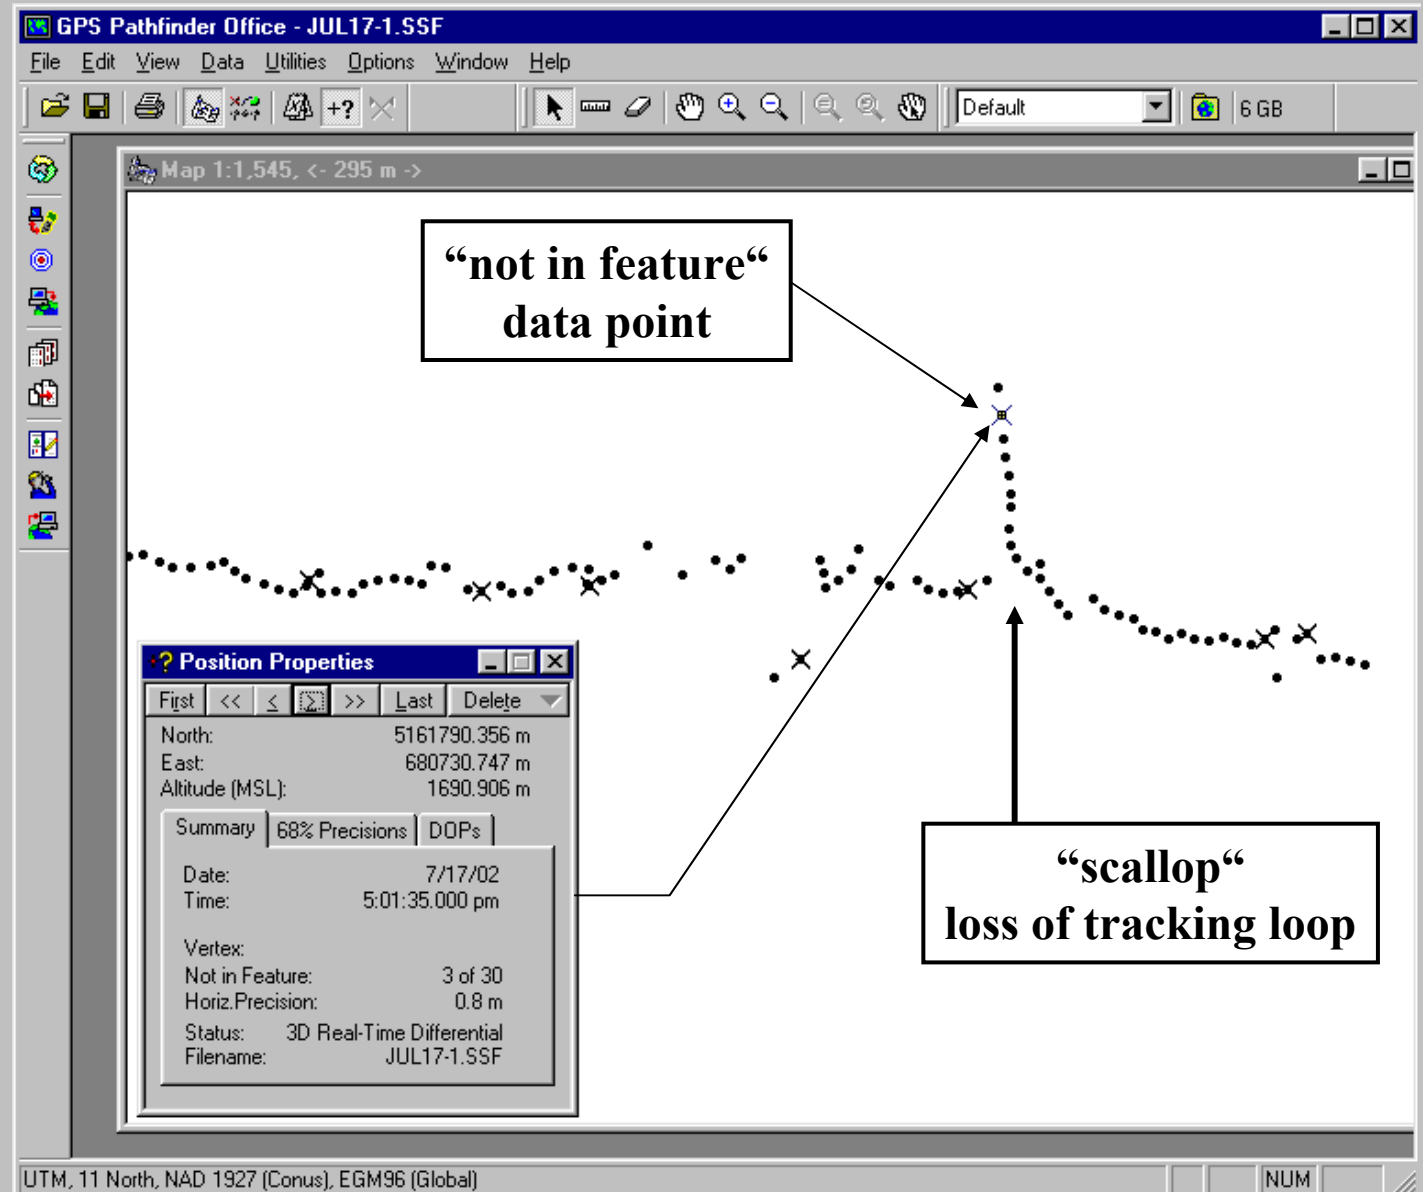 GPS Pathfinder Office - JUL17-1.SSF
File Edit View Data Utilities Options Window Help
+? Default 6 GB
Map 1:1,545, <- 295 m ->
“not in feature“
data point
? Position Properties
First << < > >> Last Delete
North: 5161790.356 m
East: 680730.747 m
Altitude (MSL): 1690.906 m
Summary 68% Precisions DOPs
Date: 7/17/02
Time: 5:01:35.000 pm
Vertex:
Not in Feature: 3 of 30
Horiz.Precision: 0.8 m
Status: 3D Real-Time Differential
Filename: JUL17-1.SSF
“scallop“
loss of tracking loop
UTM, 11 North, NAD 1927 (Conus), EGM96 (Global) NUM